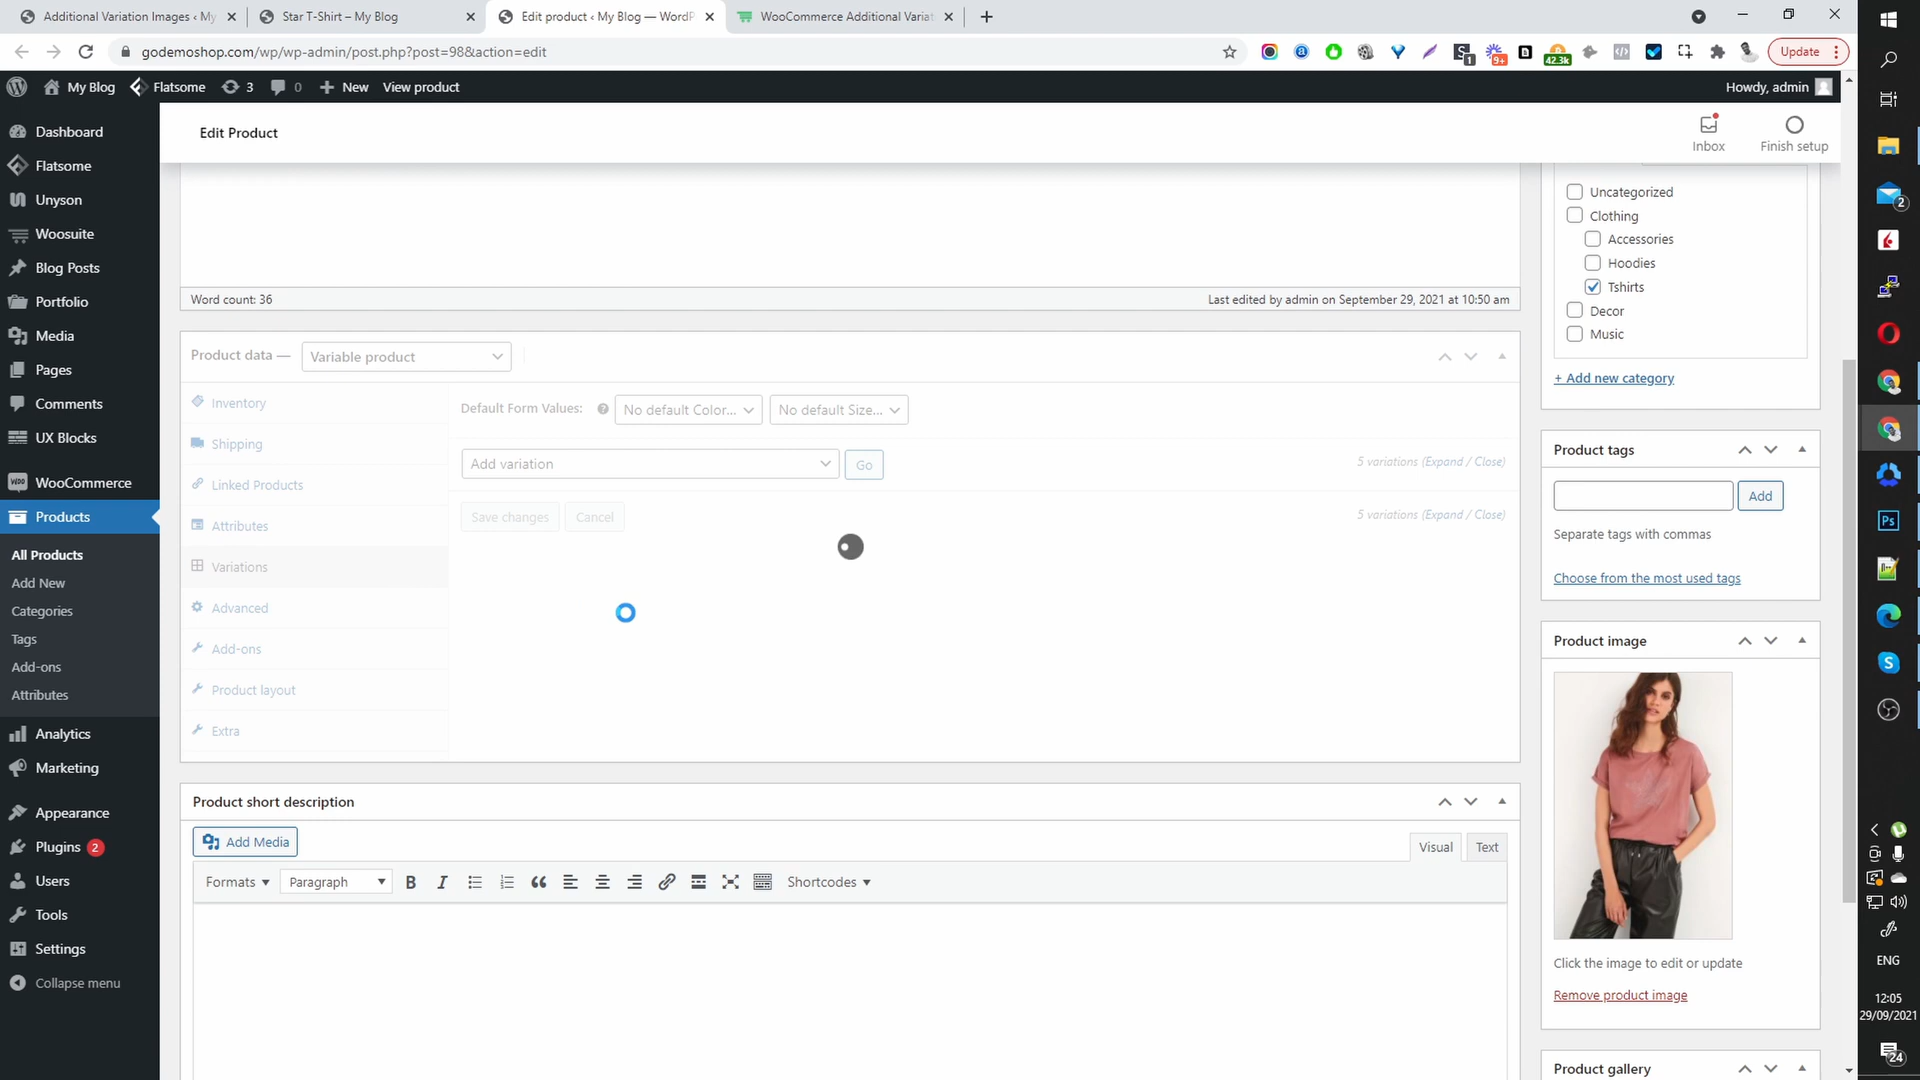 Additional Variation Images ‹ My
Star T-Shirt – My Blog
Edit product ‹ My Blog — WordP
WooCommerce Additional Variat
godemoshop.com/wp/wp-admin/post.php?post=98&action=edit
1
9+
42.3k
Update
My Blog
Flatsome
3
0
New
View product
Howdy, admin
Dashboard
Flatsome
Unyson
Woosuite
Blog Posts
Portfolio
Media
Pages
Comments
UX Blocks
WooCommerce
Products
All Products
Add New
Categories
Tags
Add-ons
Attributes
Analytics
Marketing
Appearance
Plugins 2
Users
Tools
Settings
Collapse menu
Edit Product
Inbox
Finish setup
Word count: 36
Last edited by admin on September 29, 2021 at 10:50 am
Product data —
Variable product
Inventory
Shipping
Linked Products
Attributes
Variations
Advanced
Add-ons
Product layout
Extra
Default Form Values:
No default Color...
No default Size...
Add variation
Go
5 variations (Expand / Close)
Save changes
Cancel
5 variations (Expand / Close)
Product short description
Add Media
Visual
Text
Formats
Paragraph
Shortcodes
Uncategorized
Clothing
Accessories
Hoodies
Tshirts
Decor
Music
+ Add new category
Product tags
Add
Separate tags with commas
Choose from the most used tags
Product image
Click the image to edit or update
Remove product image
Product gallery
2
Ps
ENG
12:05
29/09/2021
24